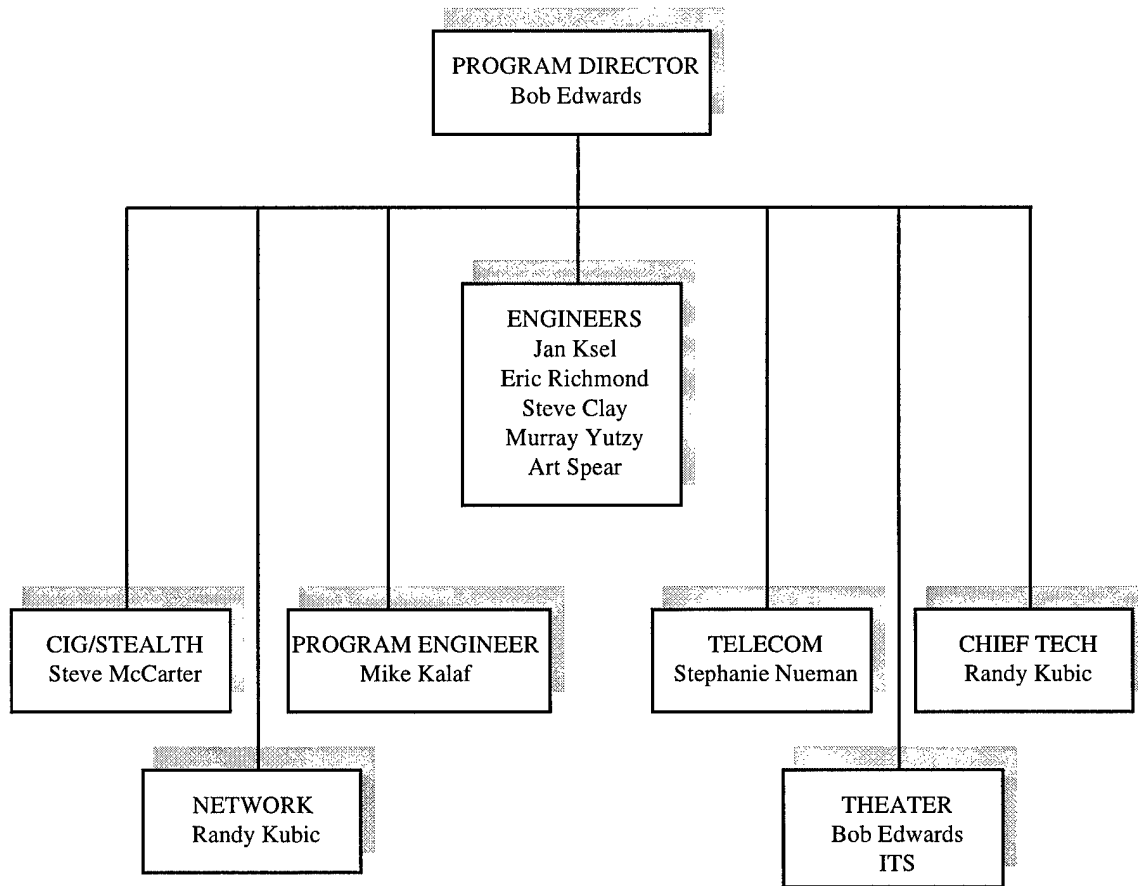 PROGRAM DIRECTOR
Bob Edwards
ENGINEERS
Jan Ksel
Eric Richmond
Steve Clay
Murray Yutzy
Art Spear
CIG/STEALTH
Steve McCarter
PROGRAM ENGINEER
Mike Kalaf
TELECOM
Stephanie Nueman
CHIEF TECH
Randy Kubic
NETWORK
Randy Kubic
THEATER
Bob Edwards
ITS